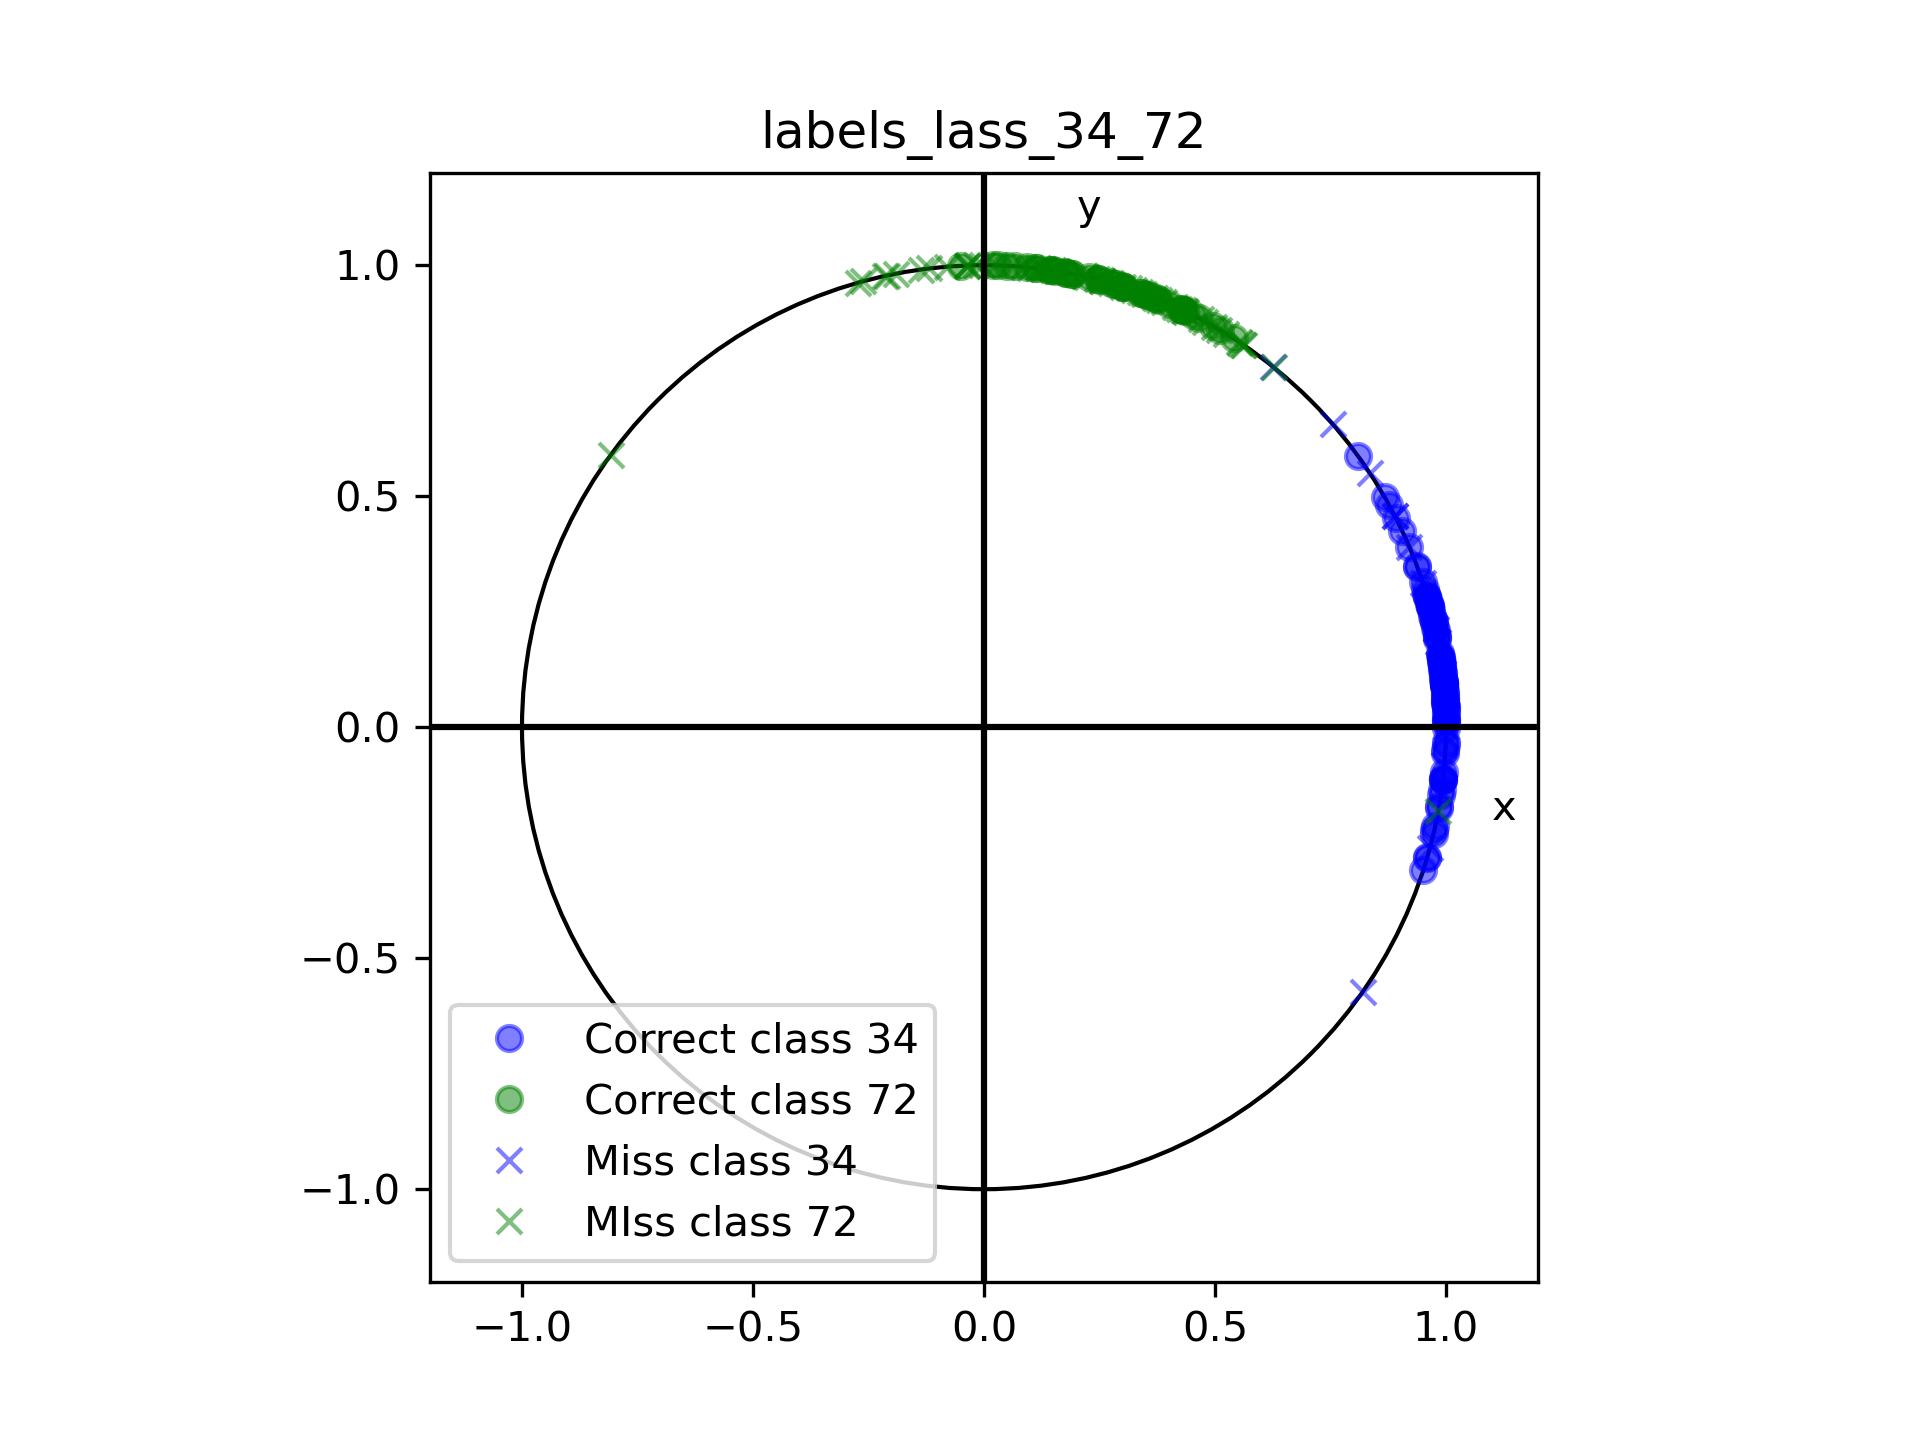 labels_lass_34_72
y
1.0
0.5
0.0
x
−0.5
Correct class 34
Correct class 72
Miss class 34
−1.0
MIss class 72
−1.0 −0.5 0.0 0.5 1.0